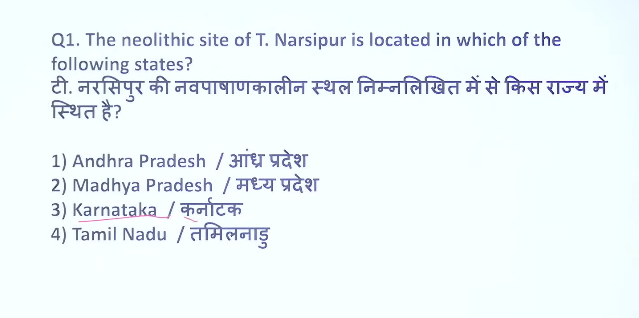 Q1. The neolithic site of T. Narsipur is located in which of the
following states?
टी. नरसिपुर की नवपाषाणकालीन स्थल निम्नलिखित में से किस राज्य में
स्थित है?
1) Andhra Pradesh / आंध्र प्रदेश
2) Madhya Pradesh / मध्य प्रदेश
3) Karnataka / कर्नाटक
4) Tamil Nadu / तमिलनाडु